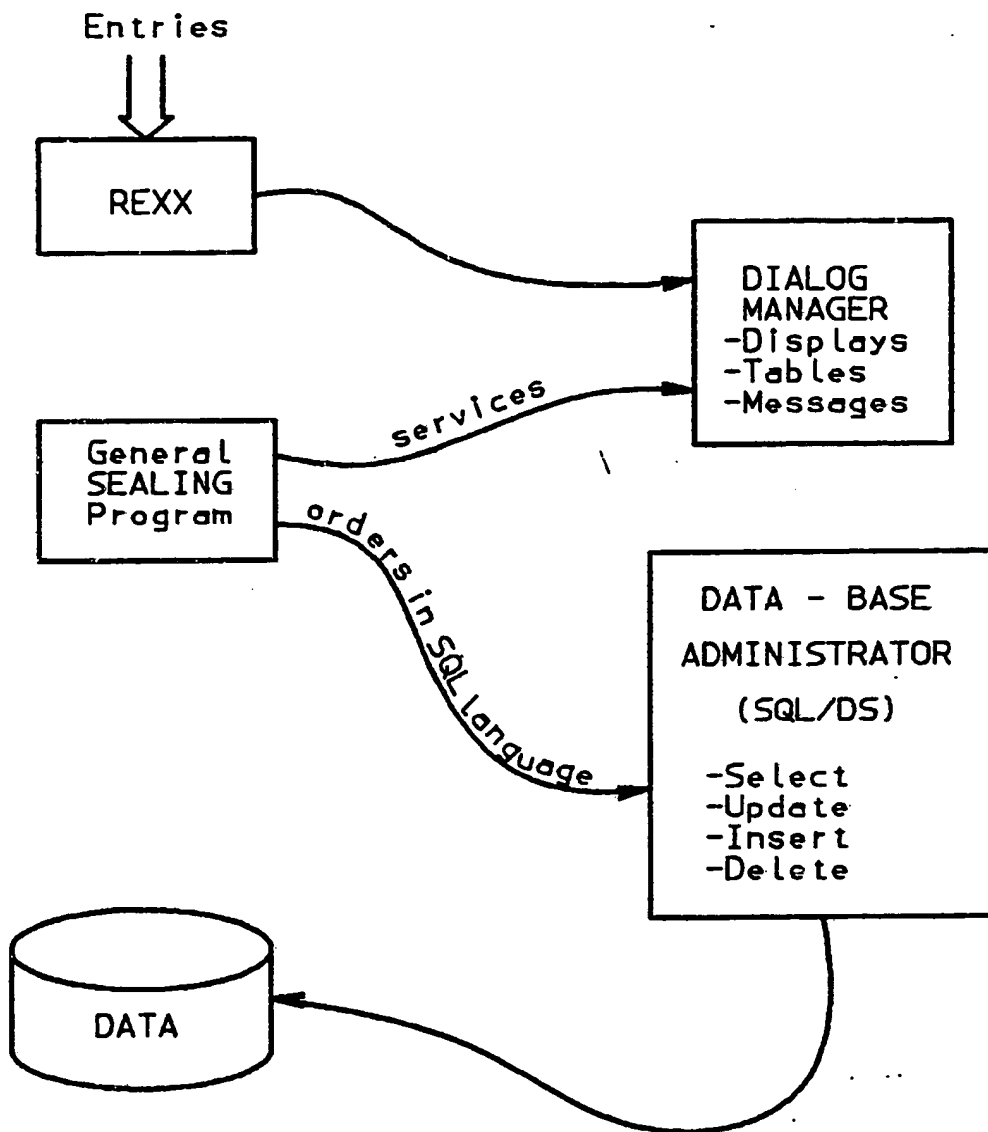 Entries
REXX
DIALOG
MANAGER
-Displays
-Tables
-Messages
services
General
SEALING
Program
orders in SQL language
DATA - BASE
ADMINISTRATOR
(SQL/DS)
-Select
-Update
-Insert
-Delete
DATA